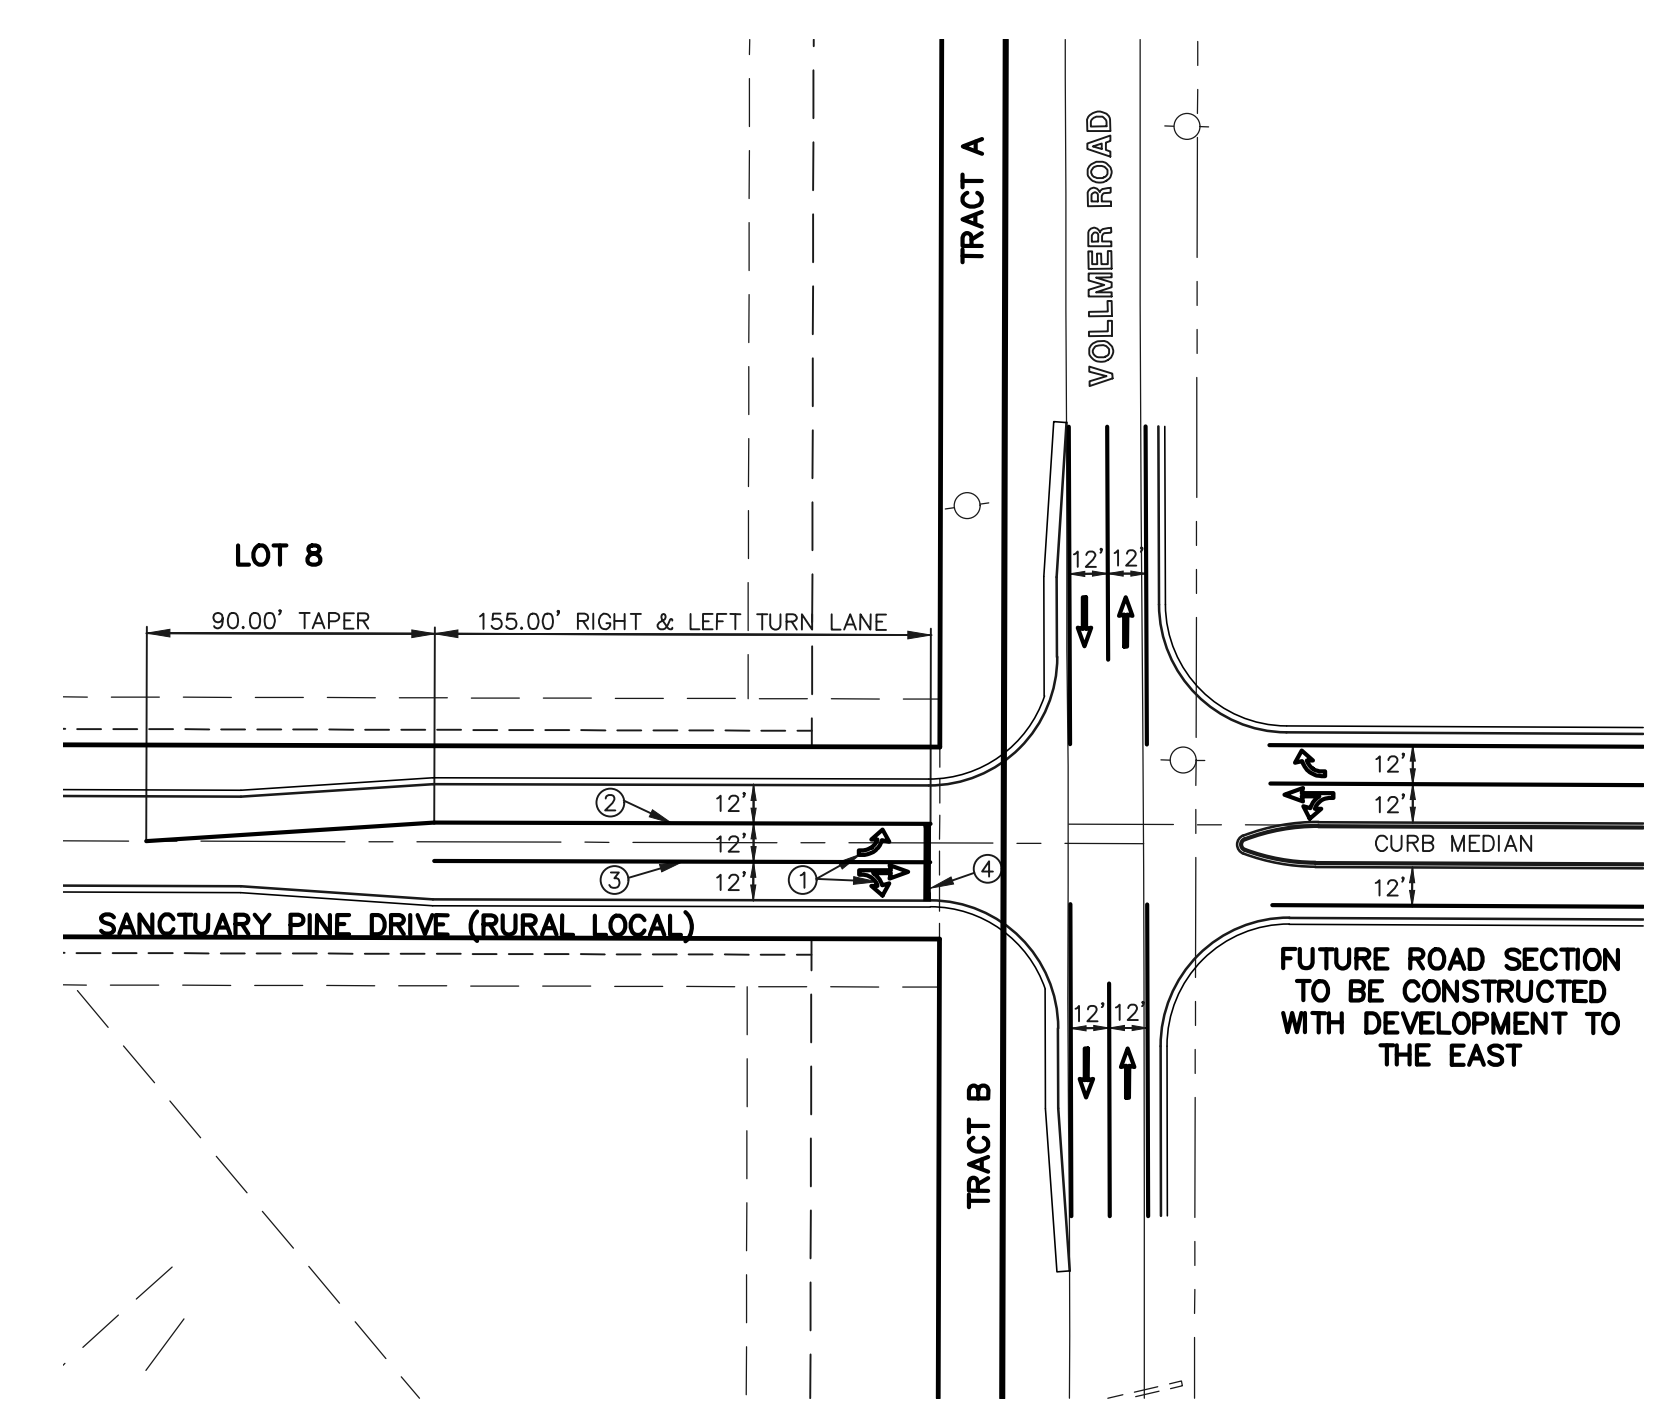 TRACT A
VOLLMER ROAD
LOT 8
12' 12'
90.00' TAPER
155.00' RIGHT & LEFT TURN LANE
12'
2
12'
12'
12'
CURB MEDIAN
3
12'
1
4
12'
SANCTUARY PINE DRIVE (RURAL LOCAL)
FUTURE ROAD SECTION
TO BE CONSTRUCTED
WITH DEVELOPMENT TO
THE EAST
12' 12'
TRACT B